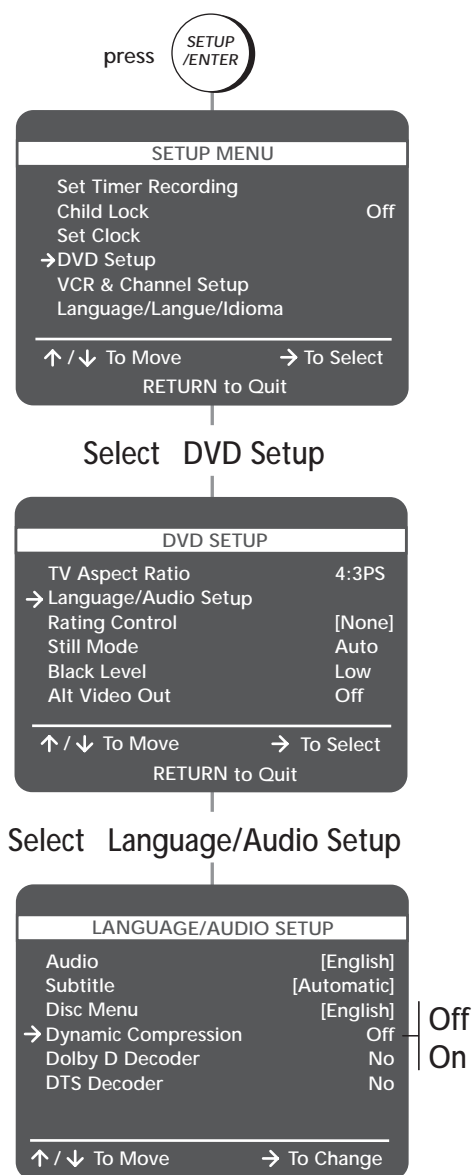 press SETUP
/ENTER
SETUP MENU
Set Timer Recording
Child Lock Off
Set Clock
→DVD Setup
VCR & Channel Setup
Language/Langue/Idioma
↑ / ↓ To Move → To Select
RETURN to Quit
Select DVD Setup
DVD SETUP
TV Aspect Ratio 4:3PS
→ Language/Audio Setup
Rating Control [None]
Still Mode Auto
Black Level Low
Alt Video Out Off
↑ / ↓ To Move → To Select
RETURN to Quit
Select Language/Audio Setup
LANGUAGE/AUDIO SETUP
Audio [English]
Subtitle [Automatic]
Disc Menu [English]
→ Dynamic Compression Off
Dolby D Decoder No
DTS Decoder No
Off
On
↑ / ↓ To Move → To Change